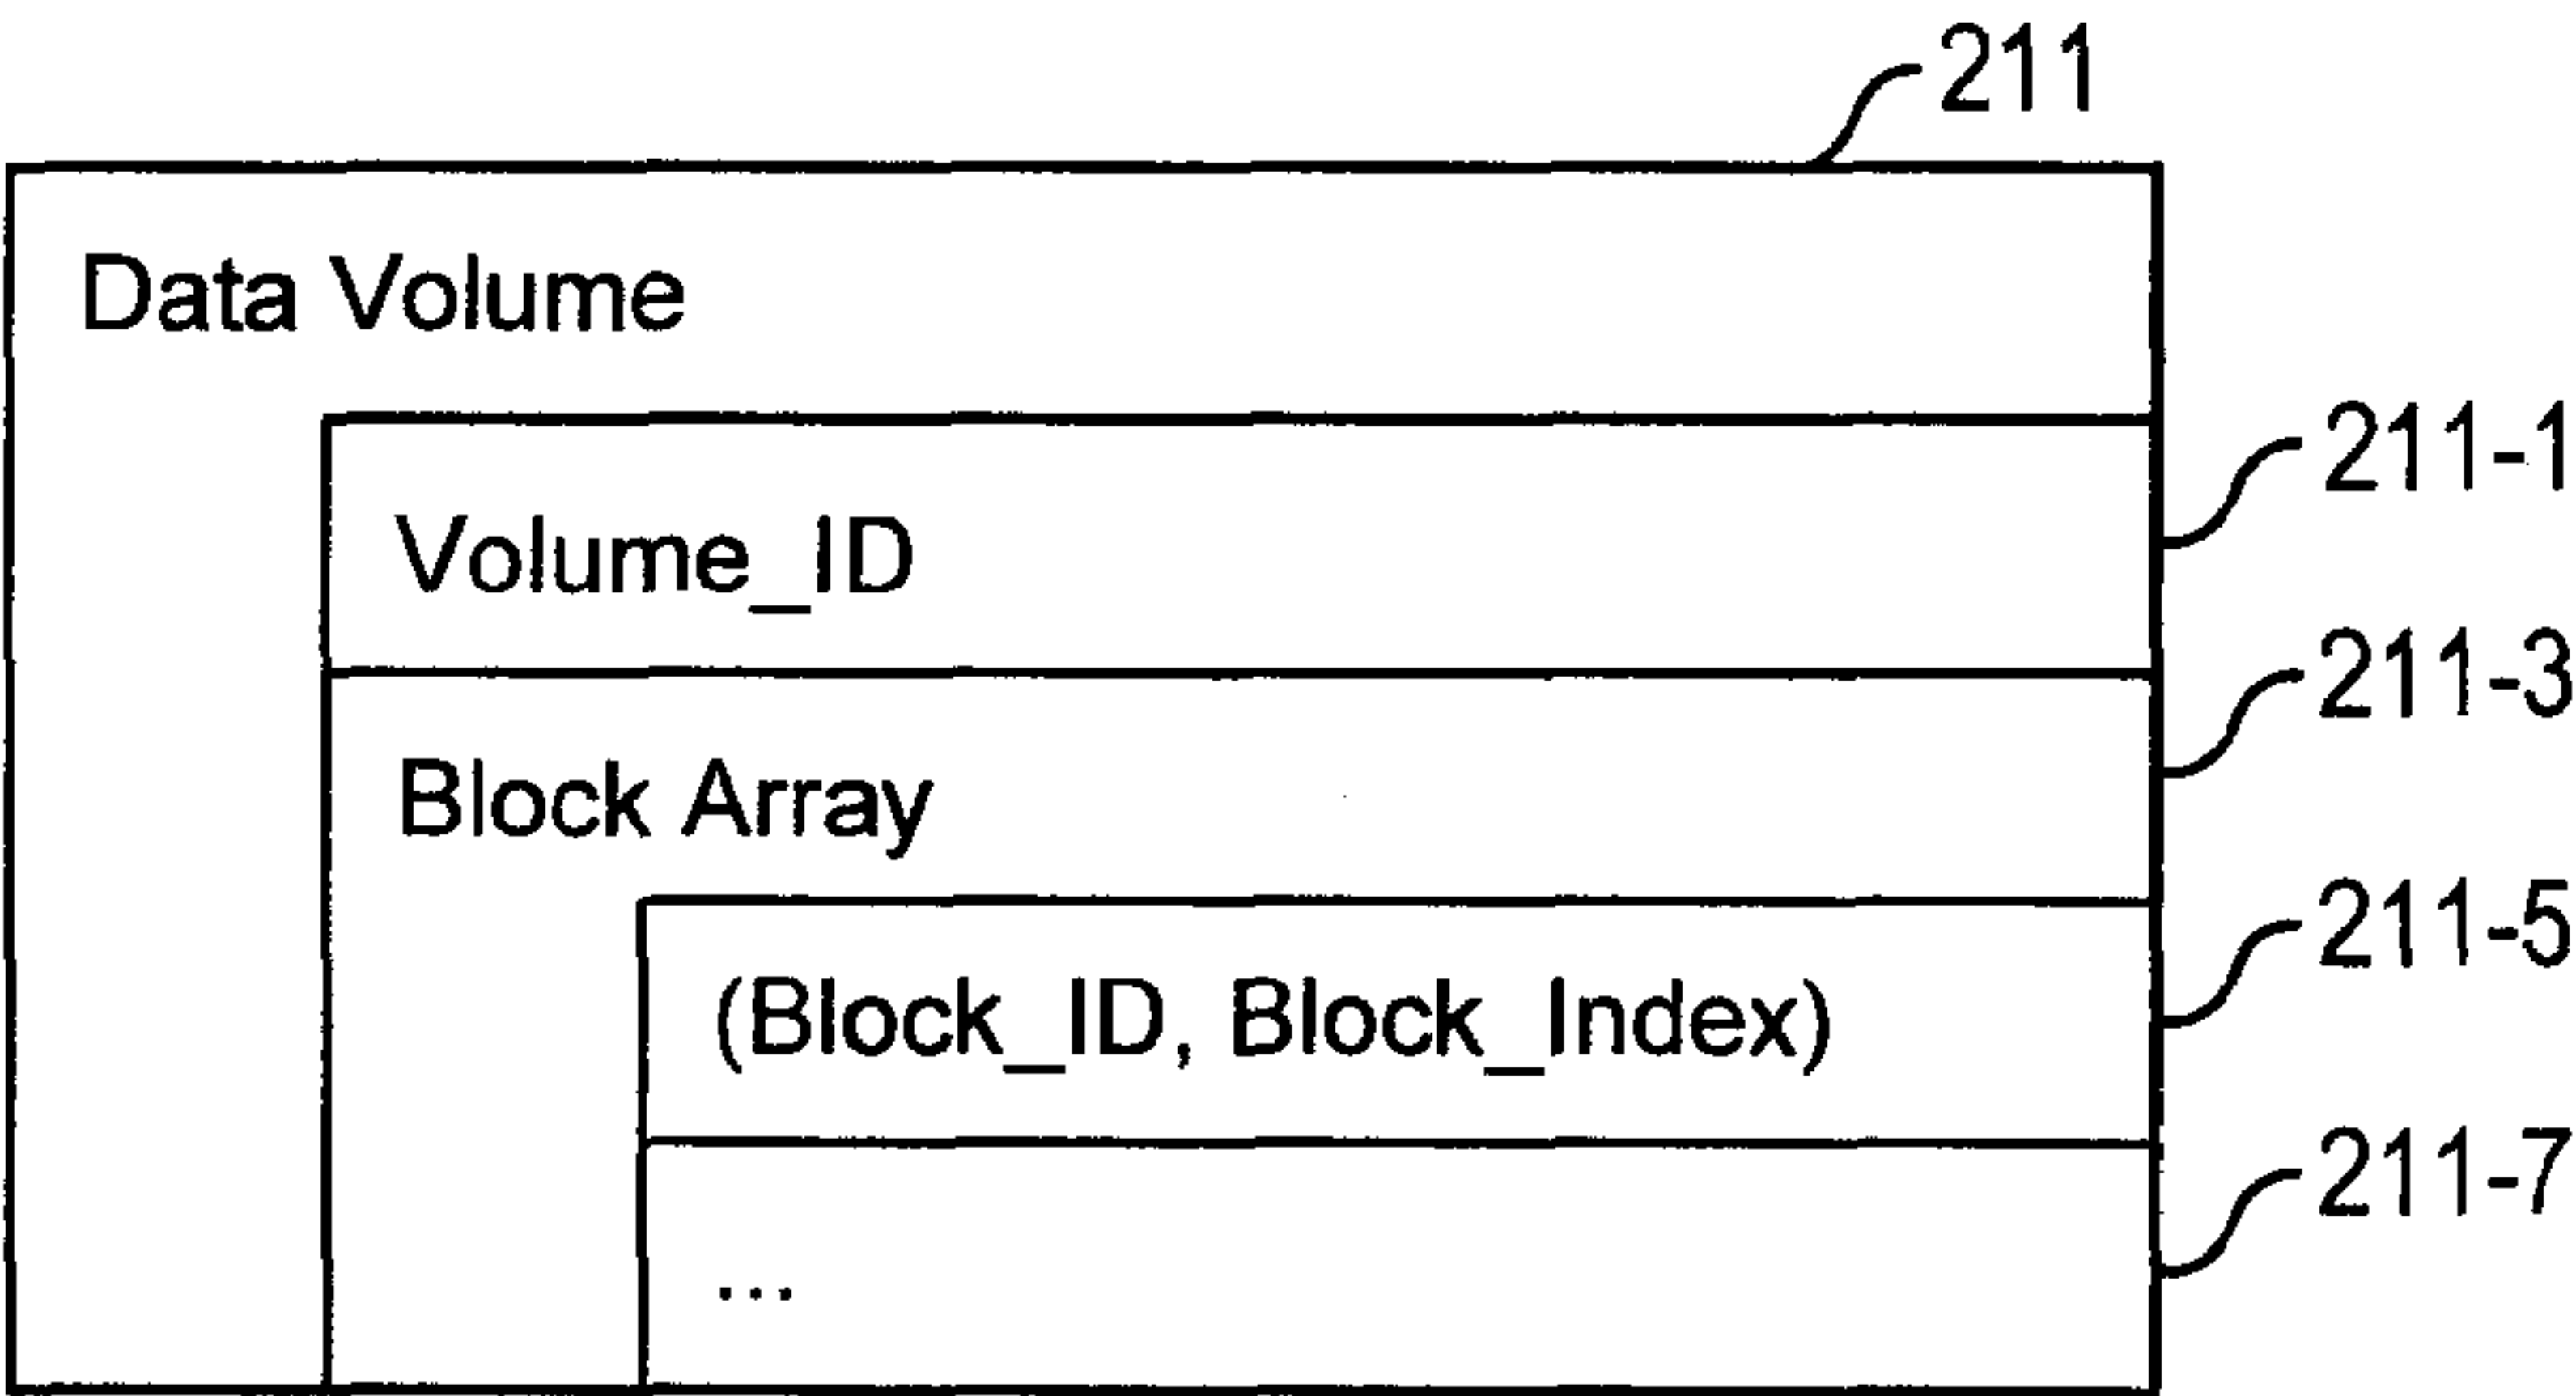 211
Data Volume
211-1
Volume_ID
211-3
Block Array
211-5
(Block_ID, Block_Index)
211-7
...